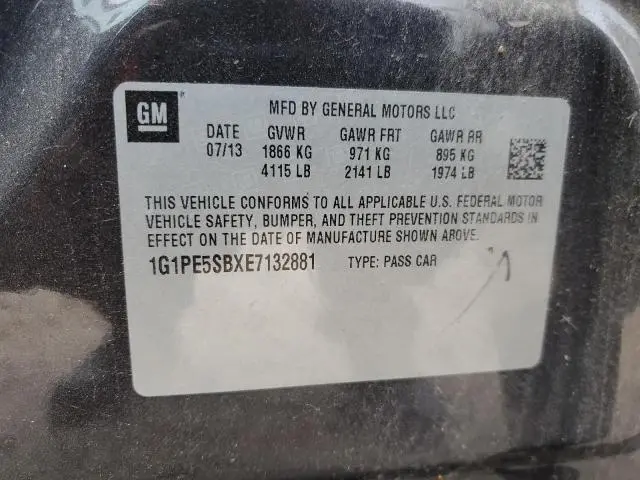 GM
MFD BY GENERAL MOTORS LLC
DATE GVWR GAWR FRT GAWR RR
07/13 1866 KG 971 KG 895 KG
4115 LB 2141 LB 1974 LB
THIS VEHICLE CONFORMS TO ALL APPLICABLE U.S. FEDERAL MOTOR
VEHICLE SAFETY, BUMPER, AND THEFT PREVENTION STANDARDS IN
EFFECT ON THE DATE OF MANUFACTURE SHOWN ABOVE.
1G1PE5SBXE7132881 TYPE: PASS CAR